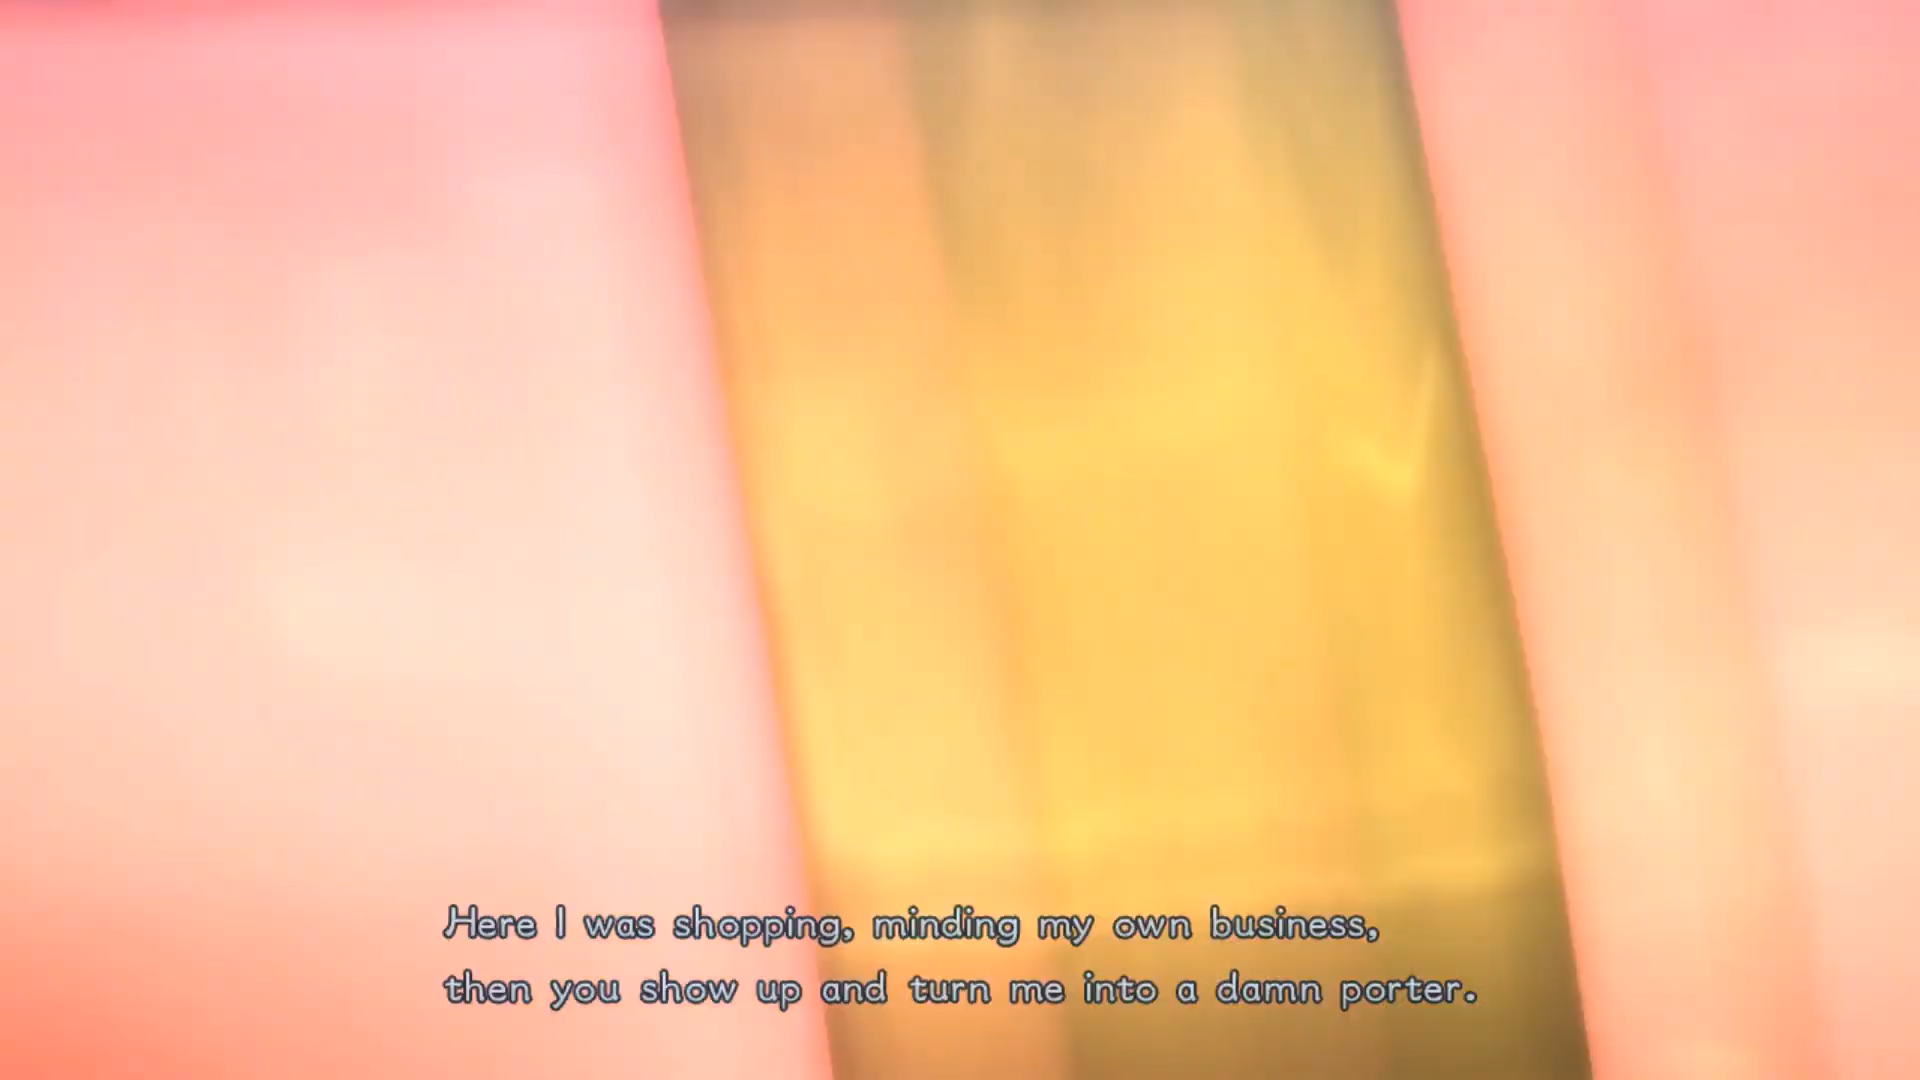 Here I was shopping, minding my own business,
then you show up and turn me into a damn porter.